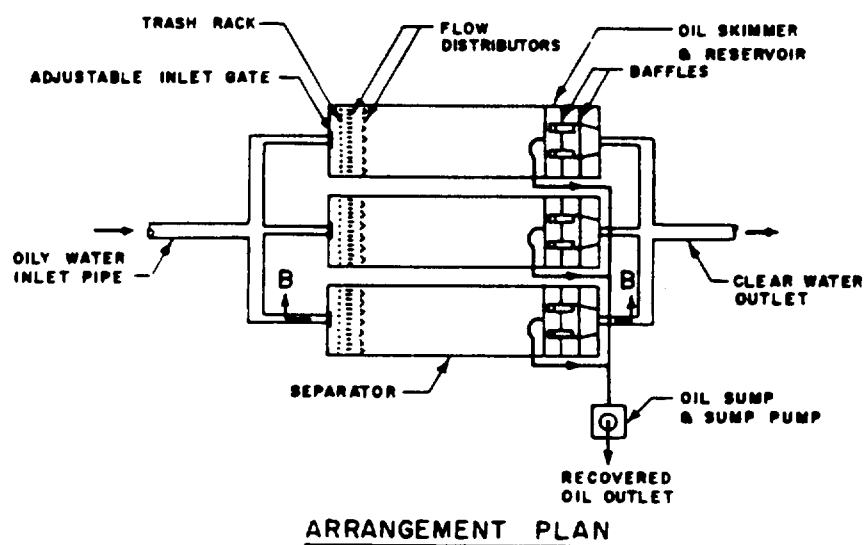 TRASH RACK
FLOW
DISTRIBUTORS
OIL SKIMMER
& RESERVOIR
BAFFLES
ADJUSTABLE INLET GATE
OILY WATER
INLET PIPE
B
B
CLEAR WATER
OUTLET
SEPARATOR
OIL SUMP
& SUMP PUMP
RECOVERED
OIL OUTLET
ARRANGEMENT PLAN